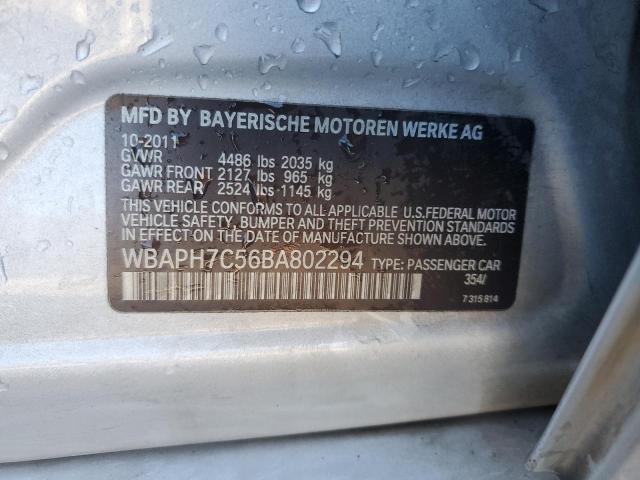 MFD BY BAYERISCHE MOTOREN WERKE AG
10-2011
GVWR 4486 lbs 2035 kg
GAWR FRONT 2127 lbs 965 kg
GAWR REAR 2524 lbs 1145 kg
THIS VEHICLE CONFORMS TO ALL APPLICABLE U.S.FEDERAL MOTOR
VEHICLE SAFETY, BUMPER AND THEFT PREVENTION STANDARDS
IN EFFECT ON THE DATE OF MANUFACTURE SHOWN ABOVE.
WBAPH7C56BA802294 TYPE: PASSENGER CAR
354/
7 315 814